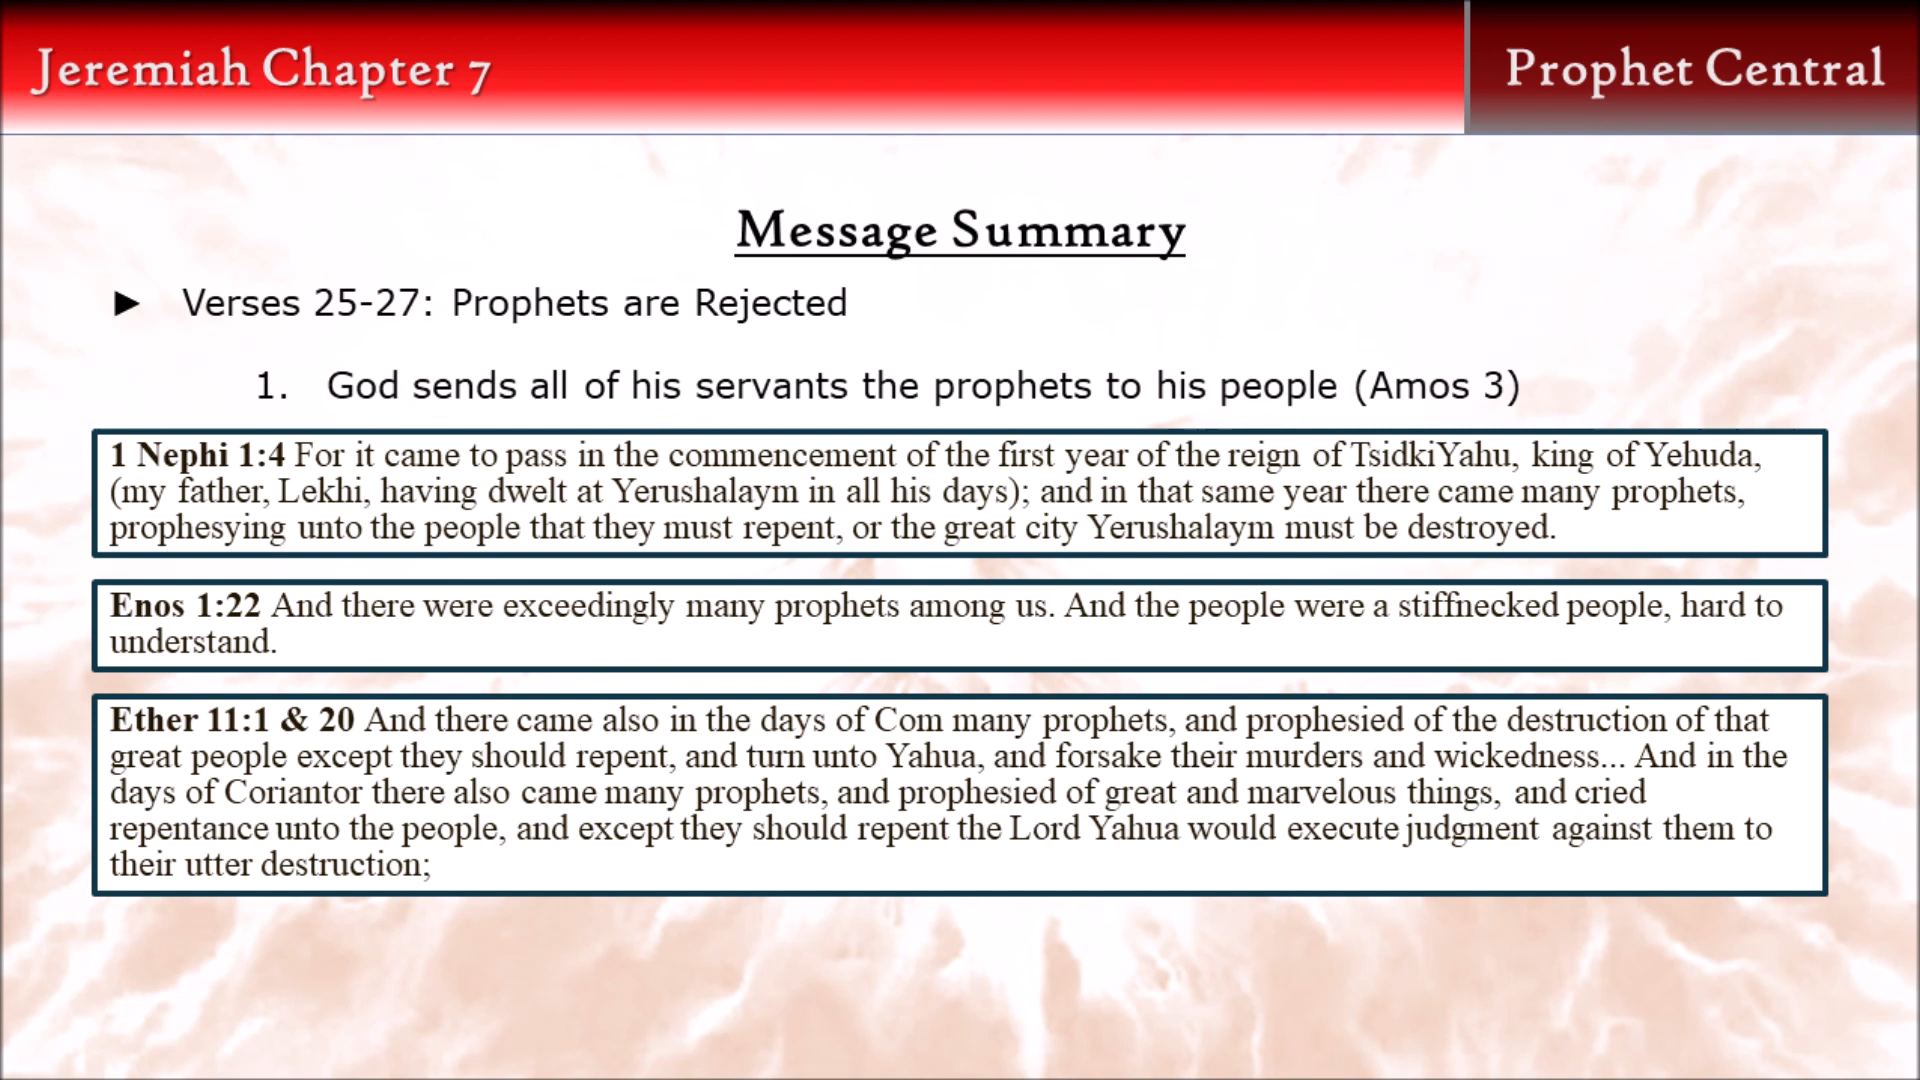 Jeremiah Chapter 7
Prophet Central
Message Summary
► Verses 25-27: Prophets are Rejected
1. God sends all of his servants the prophets to his people (Amos 3)
1 Nephi 1:4 For it came to pass in the commencement of the first year of the reign of TsidkiYahu, king of Yehuda,
(my father, Lekhi, having dwelt at Yerushalaym in all his days); and in that same year there came many prophets,
prophesying unto the people that they must repent, or the great city Yerushalaym must be destroyed.
Enos 1:22 And there were exceedingly many prophets among us. And the people were a stiffnecked people, hard to
understand.
Ether 11:1 & 20 And there came also in the days of Com many prophets, and prophesied of the destruction of that
great people except they should repent, and turn unto Yahua, and forsake their murders and wickedness... And in the
days of Coriantor there also came many prophets, and prophesied of great and marvelous things, and cried
repentance unto the people, and except they should repent the Lord Yahua would execute judgment against them to
their utter destruction;